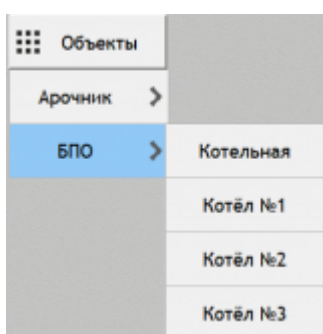 Объекты
Арочник
БПО
Котельная
Котёл №1
Котёл №2
Котёл №3